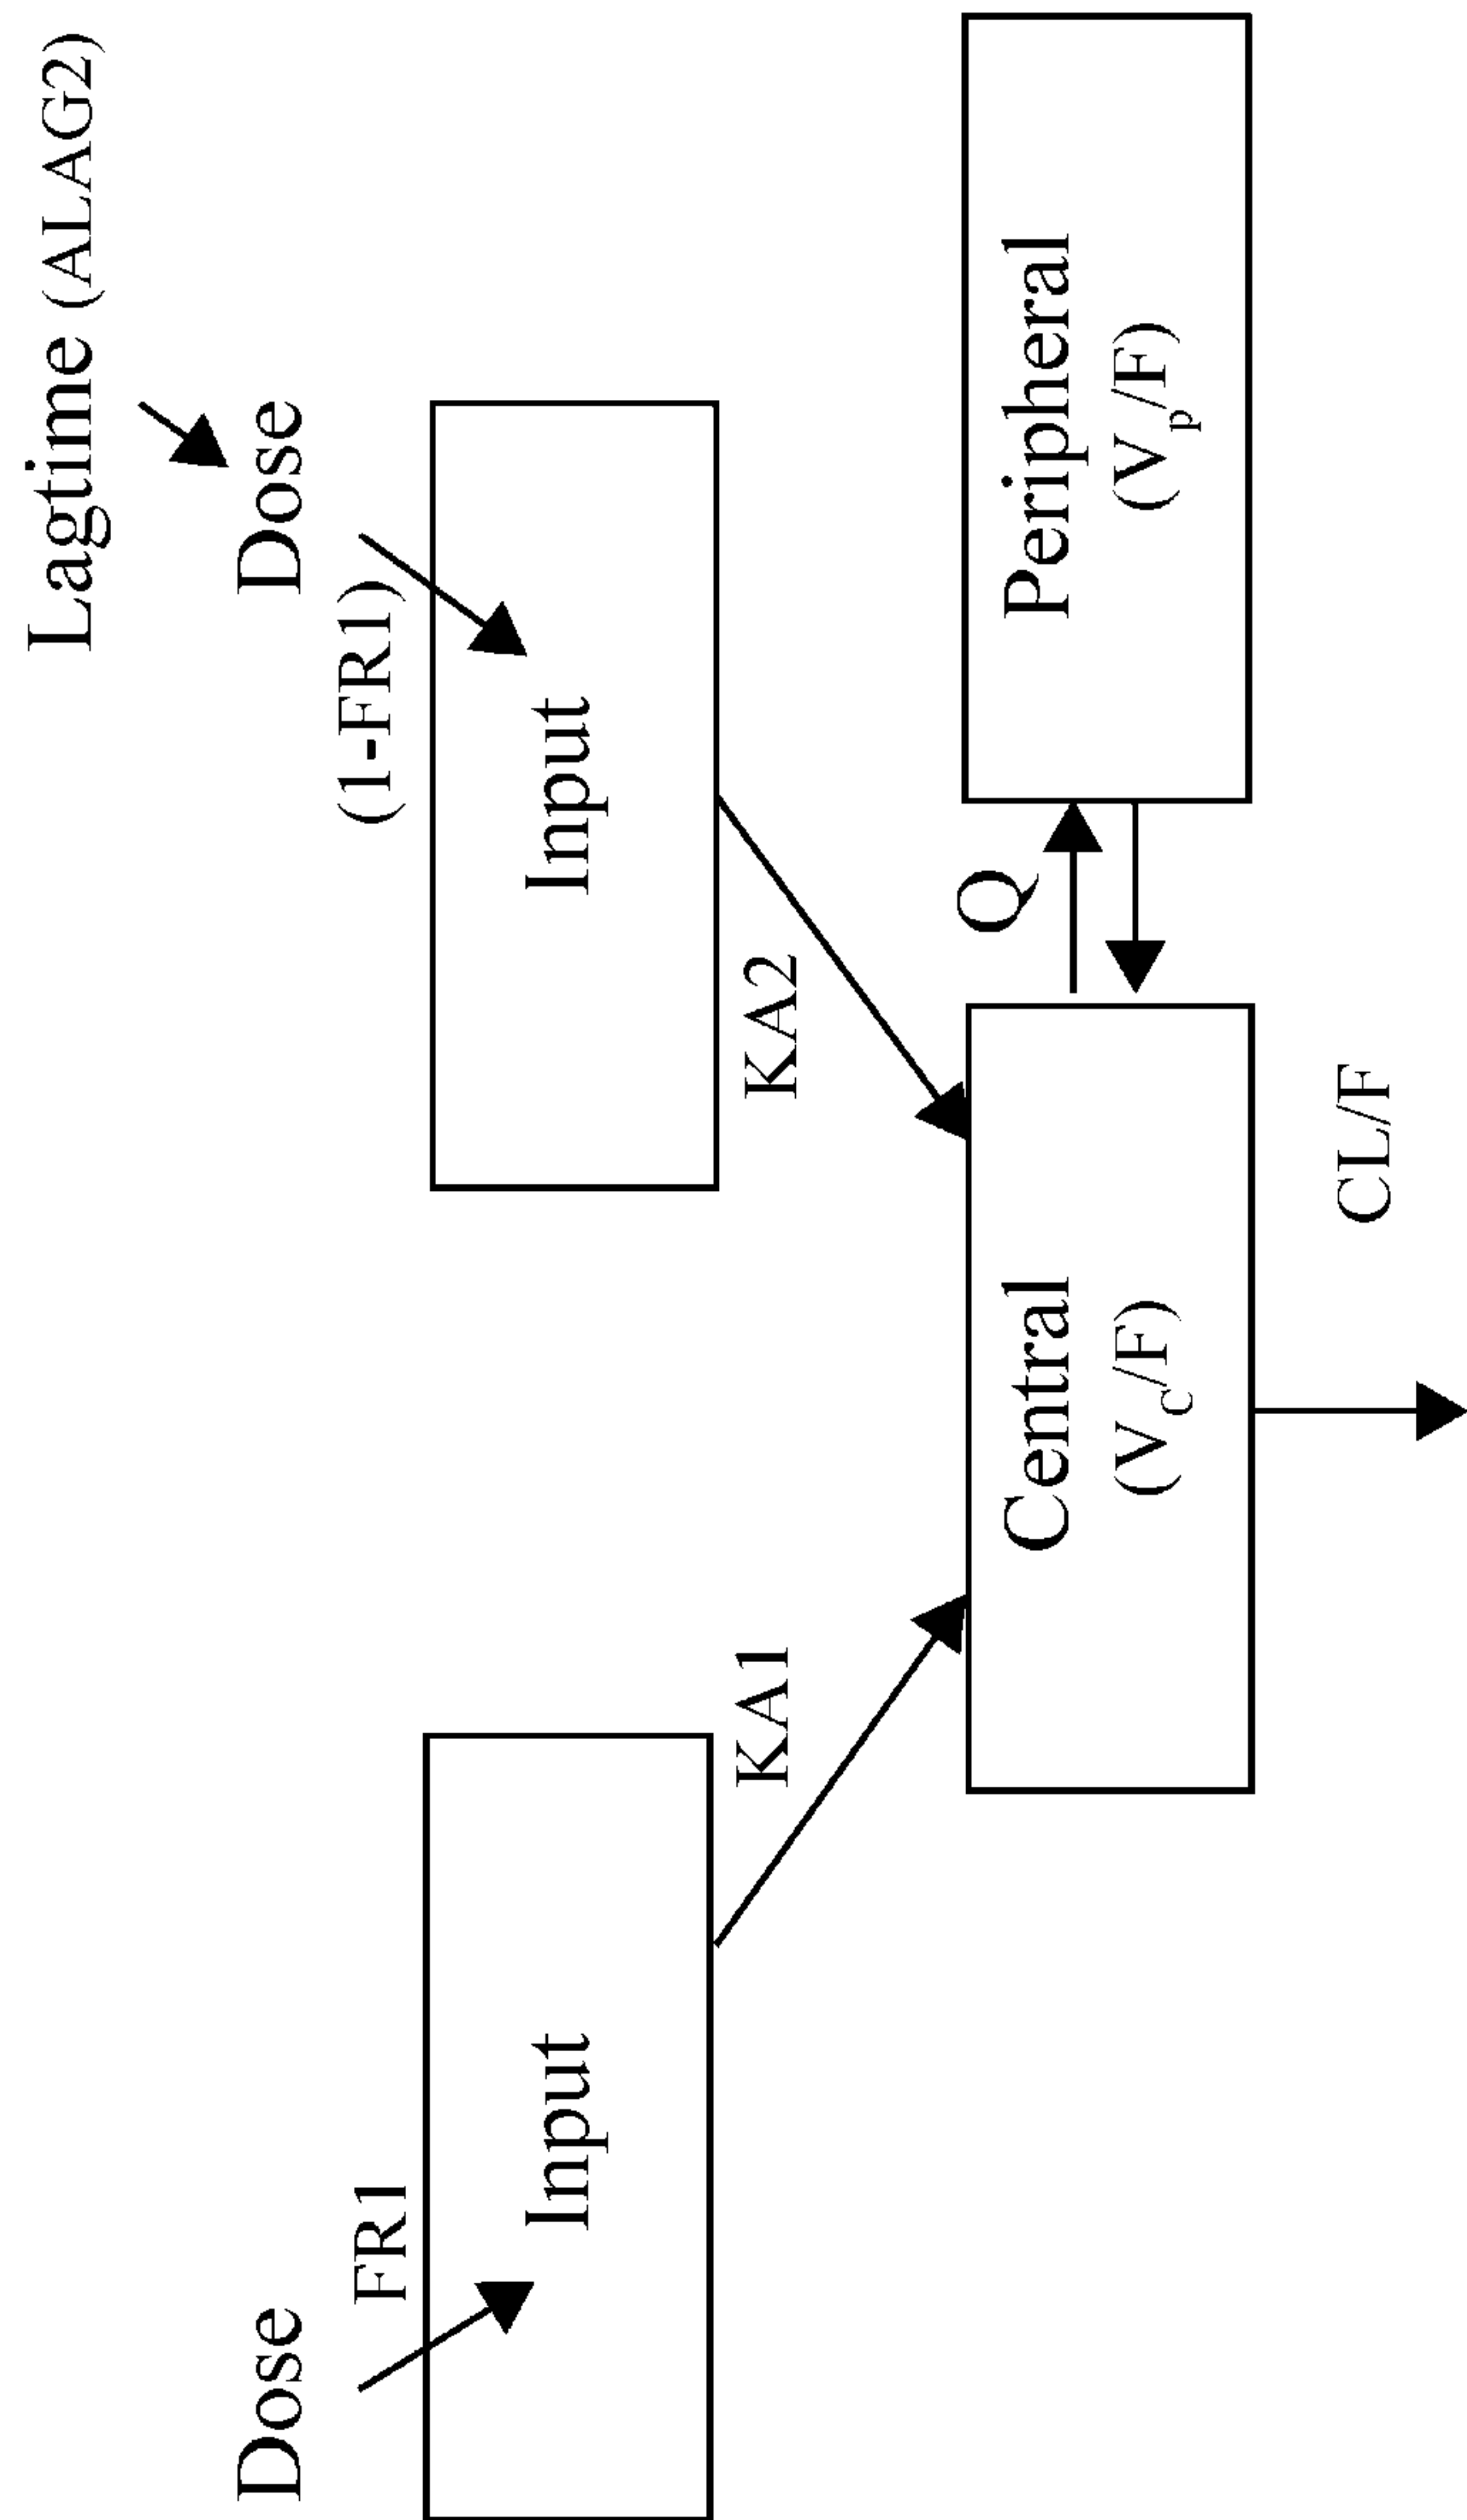 Lagtime (ALAG2)
Dose
Dose
FR1
(1-FR1)
Input
Input
KA1
KA2
Q
Central
(Vc/F)
Peripheral
(Vp/F)
CL/F